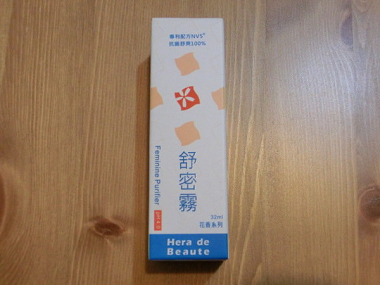 專利配方NVS®
抗菌舒爽100%
舒密霧
Feminine Purifier
30ml
花香系列
Hera de
Beaute